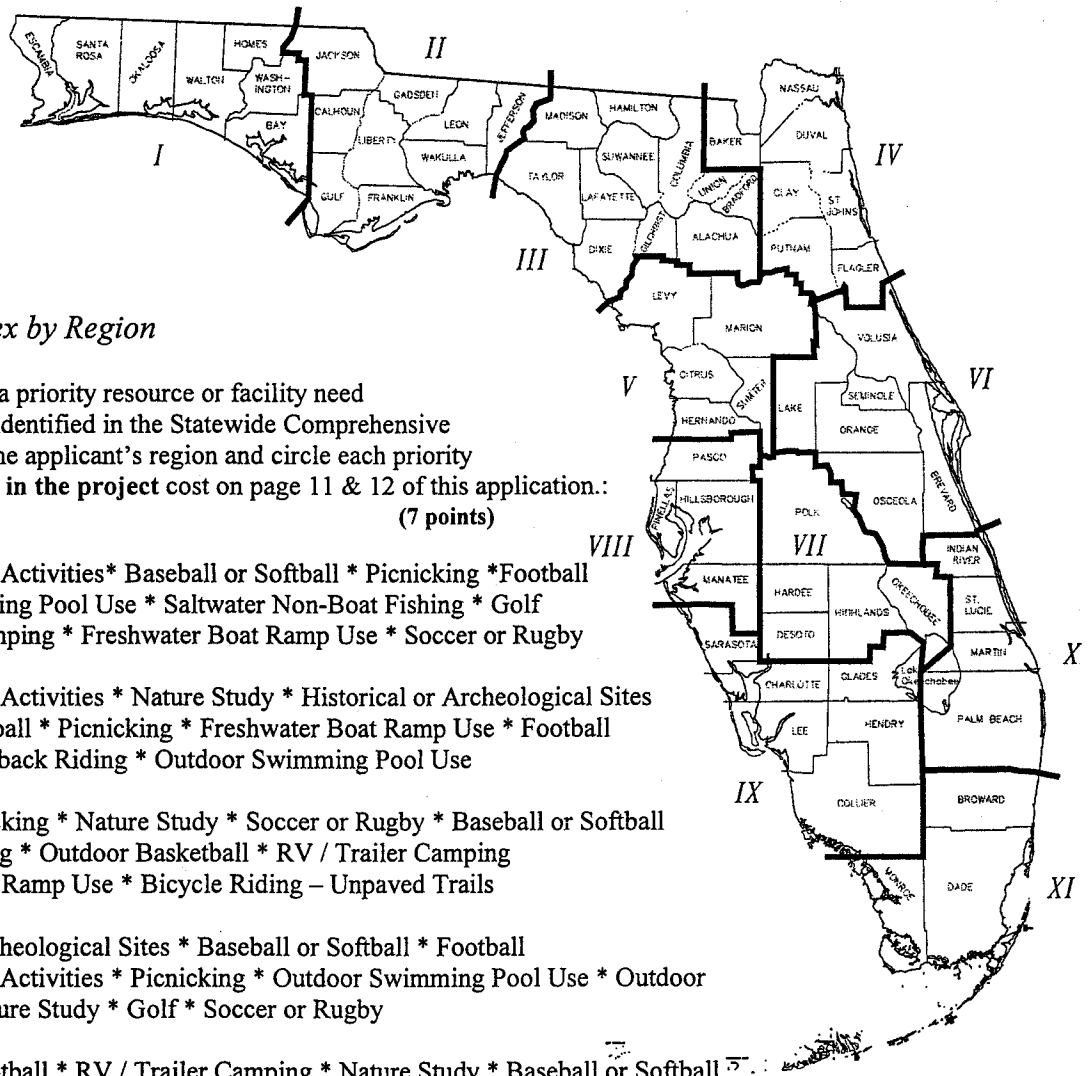 ESCAMBIA
SANTA
ROSA
OKALOOSA
WALTON
HOMES
WASH-
INGTON
BAY
I
JACKSON
II
CALHOUN
GADSDEN
LIBERTY
LEON
JEFFERSON
WAKULLA
GULF
FRANKLIN
MADISON
HAMILTON
TAYLOR
SUWANNEE
LAFAYETTE
COLUMBIA
UNION
BRADFORD
DIXIE
GILCHRIST
ALACHUA
III
BAKER
NASSAU
DUVAL
IV
CLAY
ST
JOHNS
PUTNAM
FLAGLER
LEVY
MARION
V
CITRUS
SUMTER
HERNANDO
LAKE
VOLUSIA
VI
SEMINOLE
ORANGE
OSCEOLA
BREVARD
PASCO
PINELLAS
HILLSBOROUGH
VIII
MANATEE
POLK
VII
HARDEE
HIGHLANDS
OKEECHOBEE
DESOTO
INDIAN
RIVER
ST.
LUCIE
MARTIN
X
SARASOTA
CHARLOTTE
GLADES
Lake
Okeechobee
PALM BEACH
LEE
HENDRY
IX
COLLIER
BROWARD
MONROE
DADE
XI
ex by Region
a priority resource or facility need
identified in the Statewide Comprehensive
ne applicant's region and circle each priority
in the project cost on page 11 & 12 of this application.:
(7 points)
Activities* Baseball or Softball * Picnicking *Football
ing Pool Use * Saltwater Non-Boat Fishing * Golf
nping * Freshwater Boat Ramp Use * Soccer or Rugby
Activities * Nature Study * Historical or Archeological Sites
ball * Picnicking * Freshwater Boat Ramp Use * Football
back Riding * Outdoor Swimming Pool Use
king * Nature Study * Soccer or Rugby * Baseball or Softball
g * Outdoor Basketball * RV / Trailer Camping
Ramp Use * Bicycle Riding – Unpaved Trails
heological Sites * Baseball or Softball * Football
Activities * Picnicking * Outdoor Swimming Pool Use * Outdoor
ure Study * Golf * Soccer or Rugby
etball * RV / Trailer Camping * Nature Study * Baseball or Softball